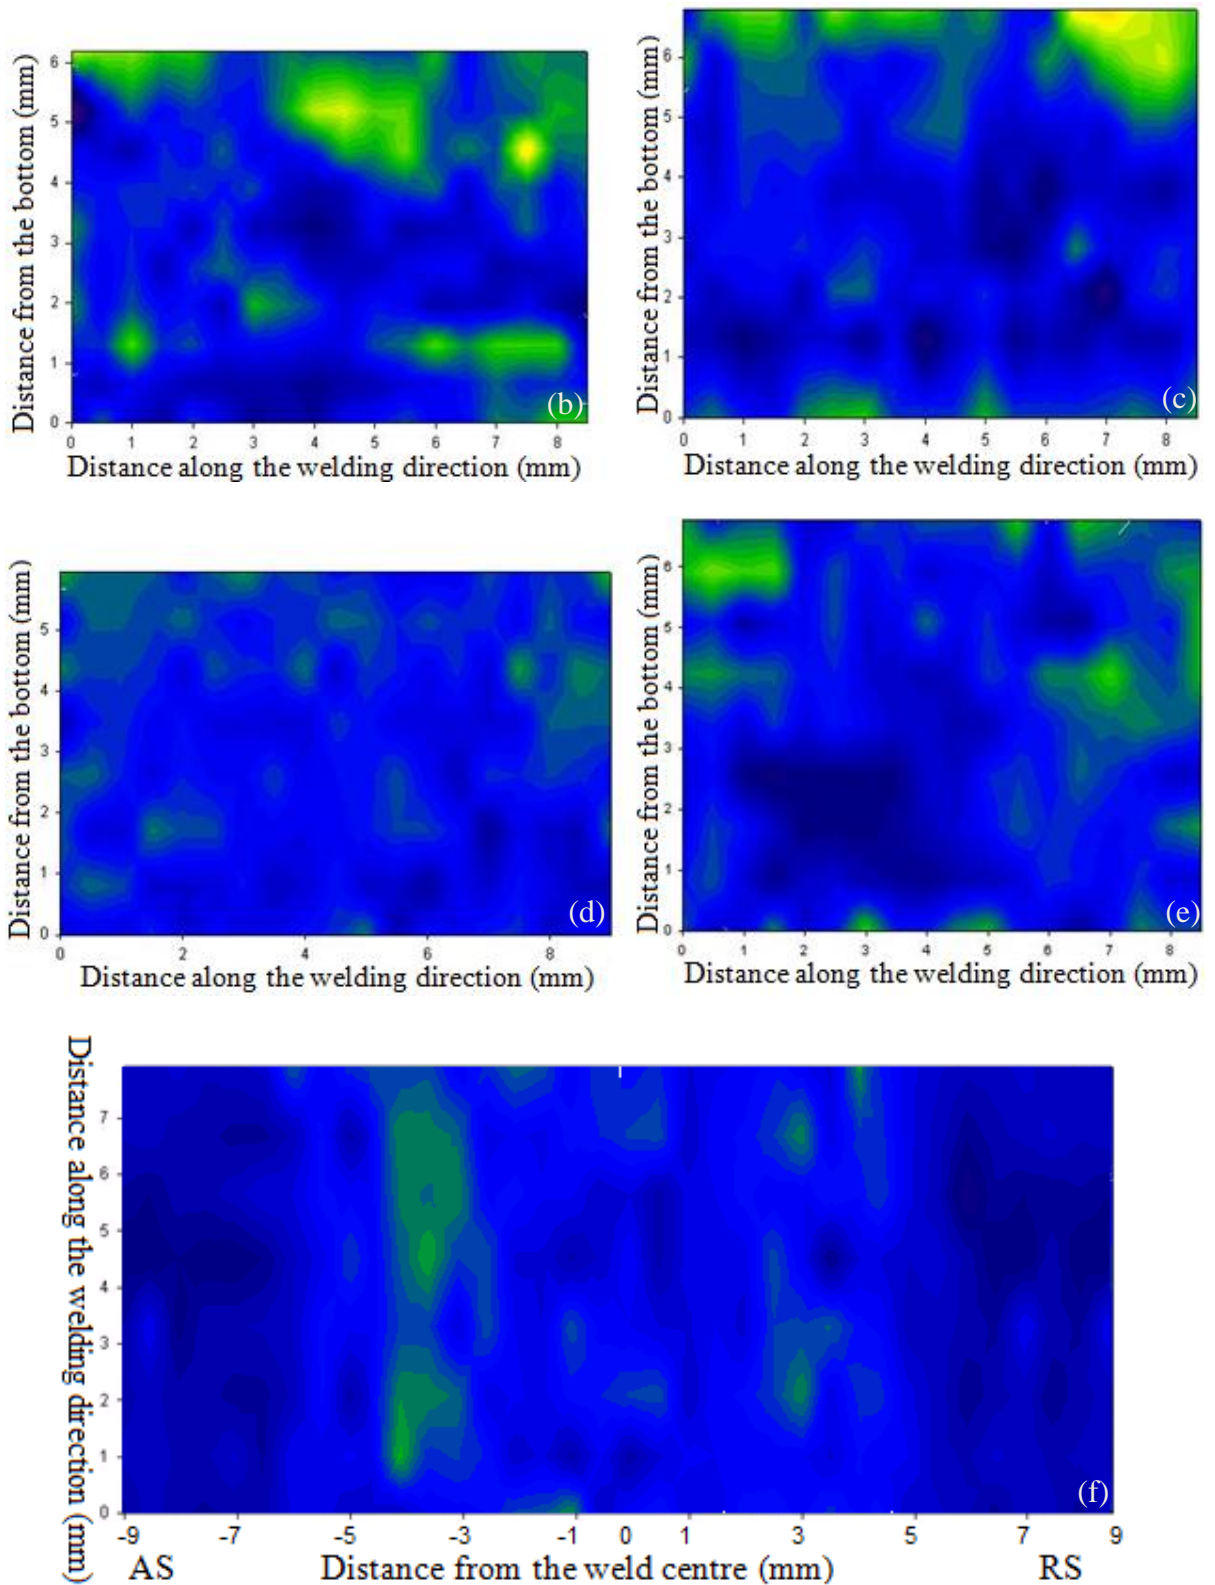 Distance from the bottom (mm)
6
5
4
3
2
1
0
0 1 2 3 4 5 6 7 8
(b)
Distance along the welding direction (mm)
Distance from the bottom (mm)
6
5
4
3
2
1
0
0 1 2 3 4 5 6 7 8
(c)
Distance along the welding direction (mm)
Distance from the bottom (mm)
5
4
3
2
1
0
0 2 4 6 8
(d)
Distance along the welding direction (mm)
Distance from the bottom (mm)
6
5
4
3
2
1
0
0 1 2 3 4 5 6 7 8
(e)
Distance along the welding direction (mm)
Distance along the welding direction (mm)
7
6
5
4
3
2
1
0
(f)
-9 -7 -5 -3 -1 0 1 3 5 7 9
AS Distance from the weld centre (mm) RS